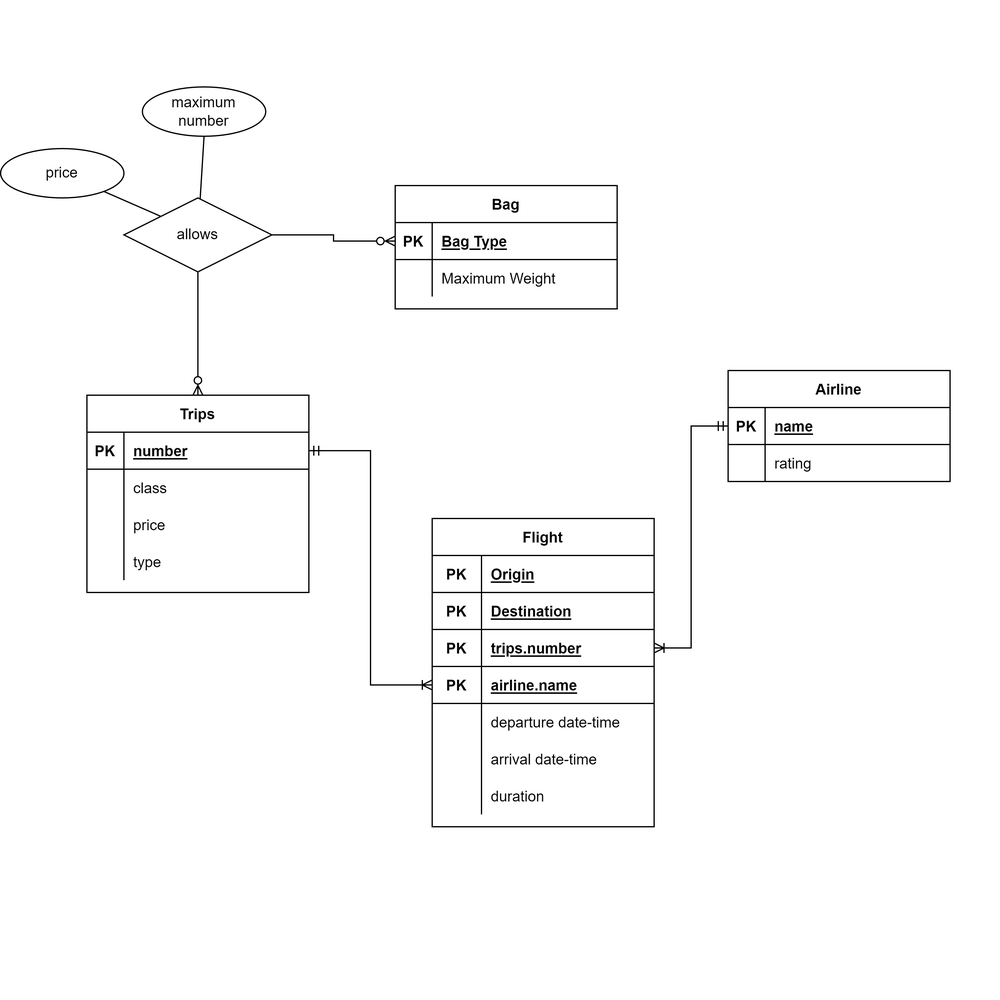 maximum
number
price
allows
Bag
PK Bag Type
Maximum Weight
Trips
PK number
class
price
type
Airline
PK name
rating
Flight
PK Origin
PK Destination
PK trips.number
PK airline.name
departure date-time
arrival date-time
duration